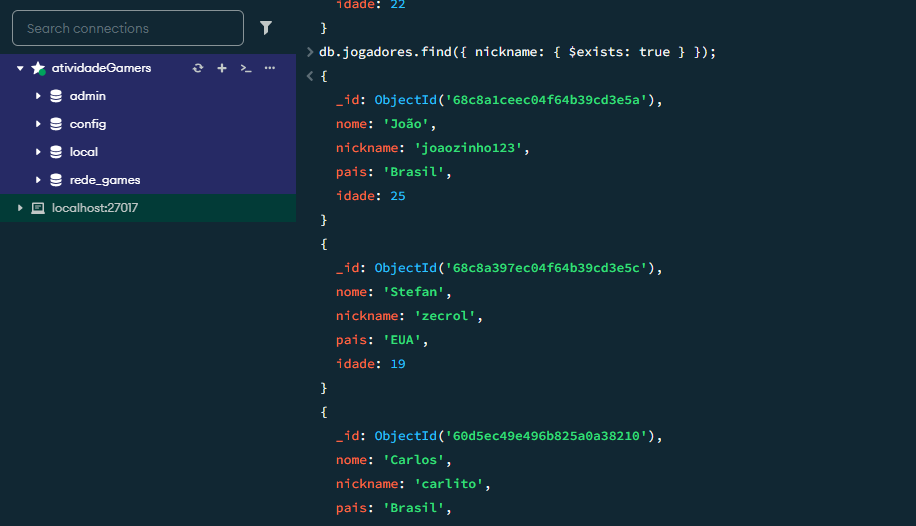 Search connections
atividadeGamers
admin
config
local
rede_games
localhost:27017
idade: 22
}
db.jogadores.find({ nickname: { $exists: true } });
{
_id: ObjectId('68c8a1ceec04f64b39cd3e5a'),
nome: 'João',
nickname: 'joaozinho123',
pais: 'Brasil',
idade: 25
}
{
_id: ObjectId('68c8a397ec04f64b39cd3e5c'),
nome: 'Stefan',
nickname: 'zecrol',
pais: 'EUA',
idade: 19
}
{
_id: ObjectId('60d5ec49e496b825a0a38210'),
nome: 'Carlos',
nickname: 'carlito',
pais: 'Brasil',